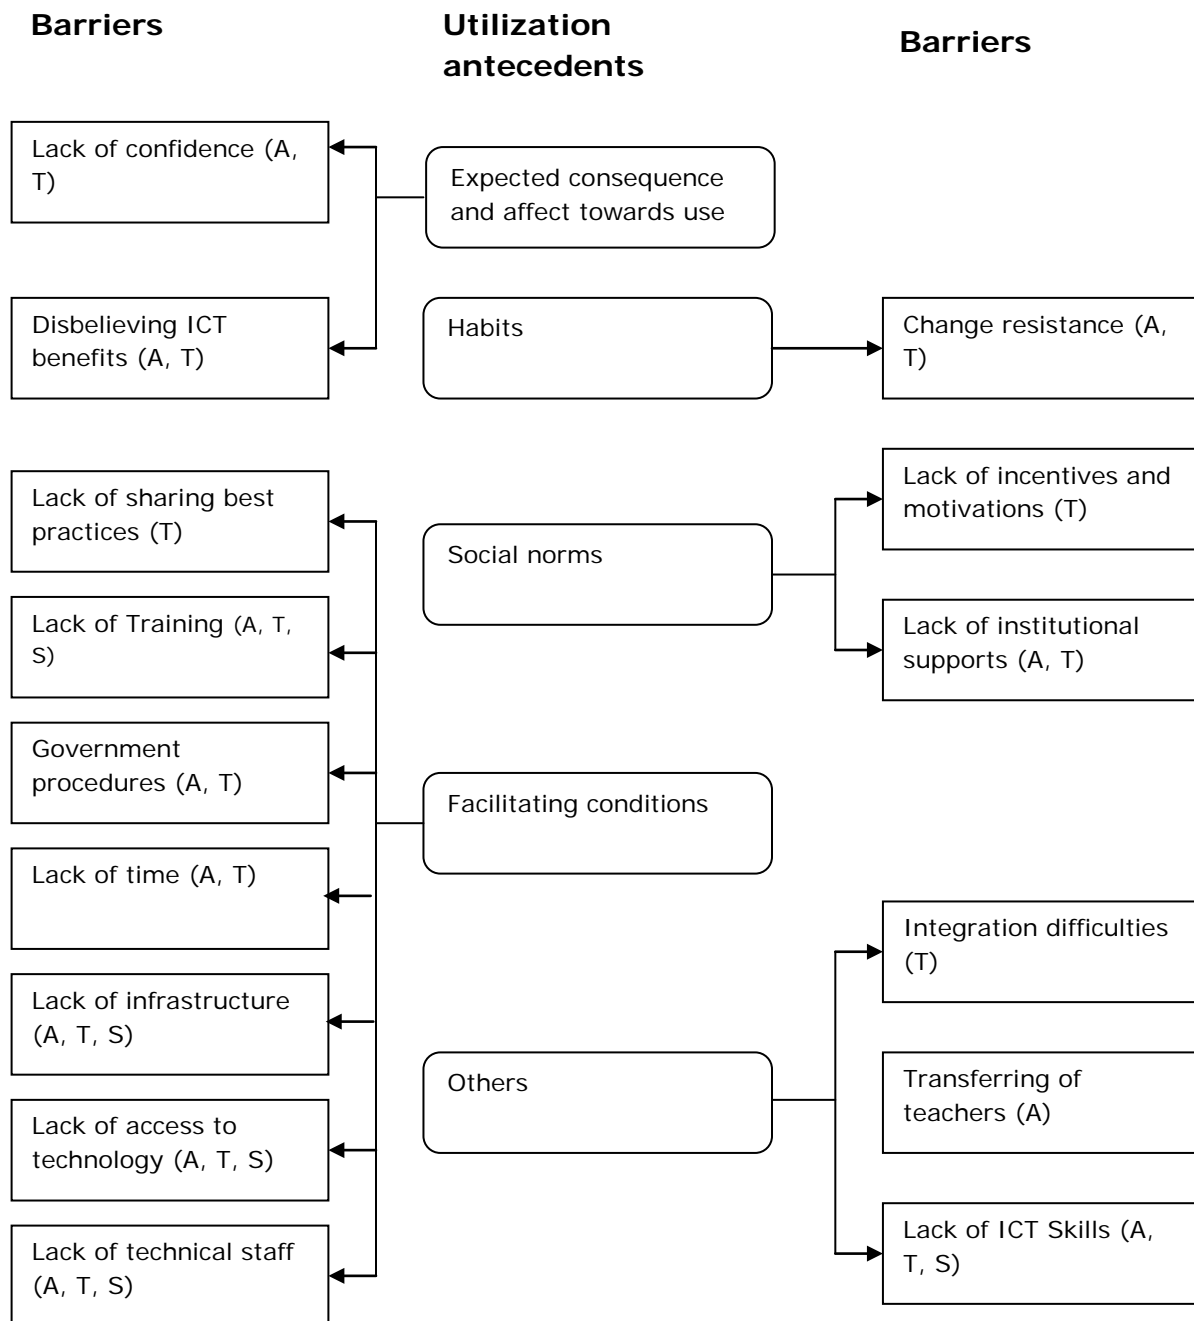 Barriers
Utilization
antecedents
Barriers
Lack of confidence (A,
T)
Expected consequence
and affect towards use
Disbelieving ICT
benefits (A, T)
Habits
Change resistance (A,
T)
Lack of sharing best
practices (T)
Social norms
Lack of incentives and
motivations (T)
Lack of Training (A, T,
S)
Lack of institutional
supports (A, T)
Government
procedures (A, T)
Facilitating conditions
Lack of time (A, T)
Integration difficulties
(T)
Lack of infrastructure
(A, T, S)
Others
Transferring of
teachers (A)
Lack of access to
technology (A, T, S)
Lack of ICT Skills (A,
T, S)
Lack of technical staff
(A, T, S)